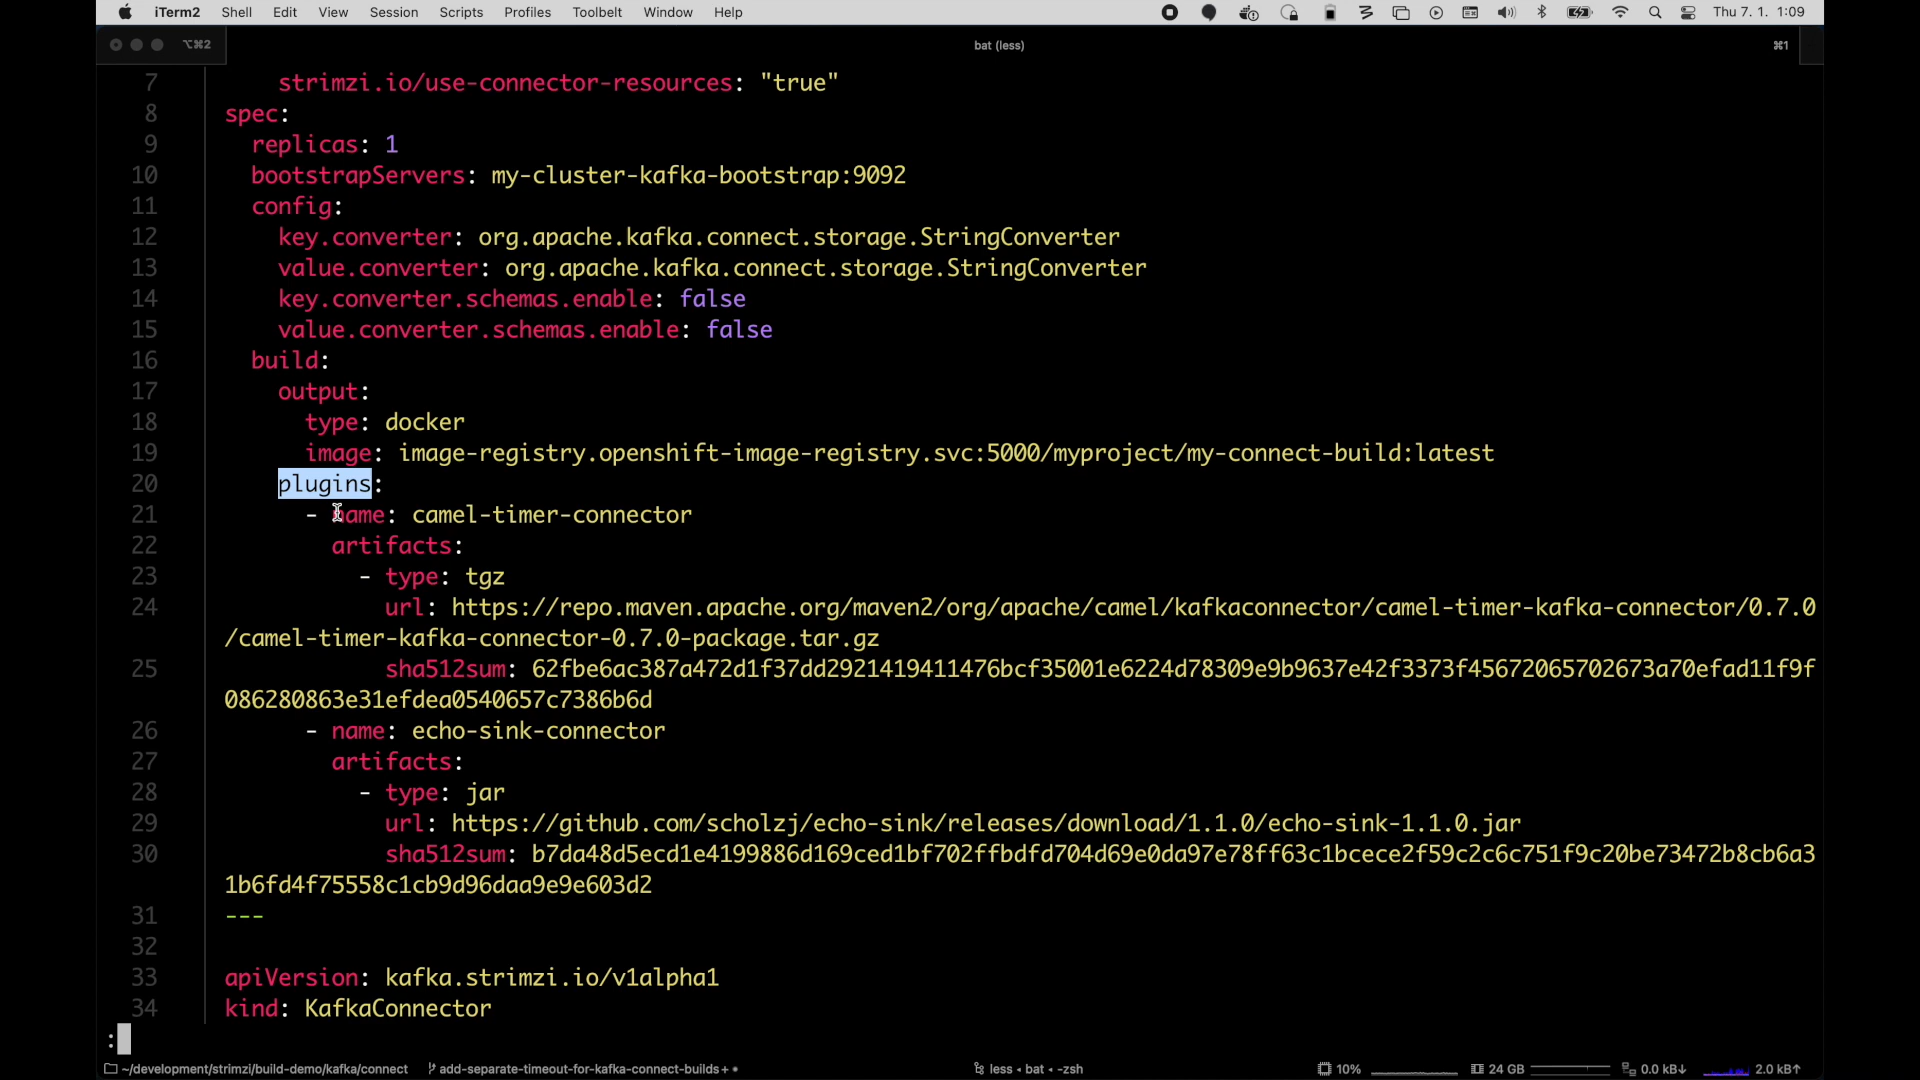 iTerm2 Shell Edit View Session Scripts Profiles Toolbelt Window Help Thu 7. 1. 1:09
⌥⌘2 bat (less) ⌘1
7 strimzi.io/use-connector-resources: "true"
8 spec:
9 replicas: 1
10 bootstrapServers: my-cluster-kafka-bootstrap:9092
11 config:
12 key.converter: org.apache.kafka.connect.storage.StringConverter
13 value.converter: org.apache.kafka.connect.storage.StringConverter
14 key.converter.schemas.enable: false
15 value.converter.schemas.enable: false
16 build:
17 output:
18 type: docker
19 image: image-registry.openshift-image-registry.svc:5000/myproject/my-connect-build:latest
20 plugins:
21 - name: camel-timer-connector
22 artifacts:
23 - type: tgz
24 url: https://repo.maven.apache.org/maven2/org/apache/camel/kafkaconnector/camel-timer-kafka-connector/0.7.0
/camel-timer-kafka-connector-0.7.0-package.tar.gz
25 sha512sum: 62fbe6ac387a472d1f37dd2921419411476bcf35001e6224d78309e9b9637e42f3373f45672065702673a70efad11f9f
086280863e31efdea0540657c7386b6d
26 - name: echo-sink-connector
27 artifacts:
28 - type: jar
29 url: https://github.com/scholzj/echo-sink/releases/download/1.1.0/echo-sink-1.1.0.jar
30 sha512sum: b7da48d5ecd1e4199886d169ced1bf702ffbdfd704d69e0da97e78ff63c1bcece2f59c2c6c751f9c20be73472b8cb6a3
1b6fd4f75558c1cb9d96daa9e9e603d2
31 ---
32
33 apiVersion: kafka.strimzi.io/v1alpha1
34 kind: KafkaConnector
:
~/development/strimzi/build-demo/kafka/connect add-separate-timeout-for-kafka-connect-builds + • less ◂ bat ◂ -zsh 10% 24 GB 0.0 kB↓ 2.0 kB↑